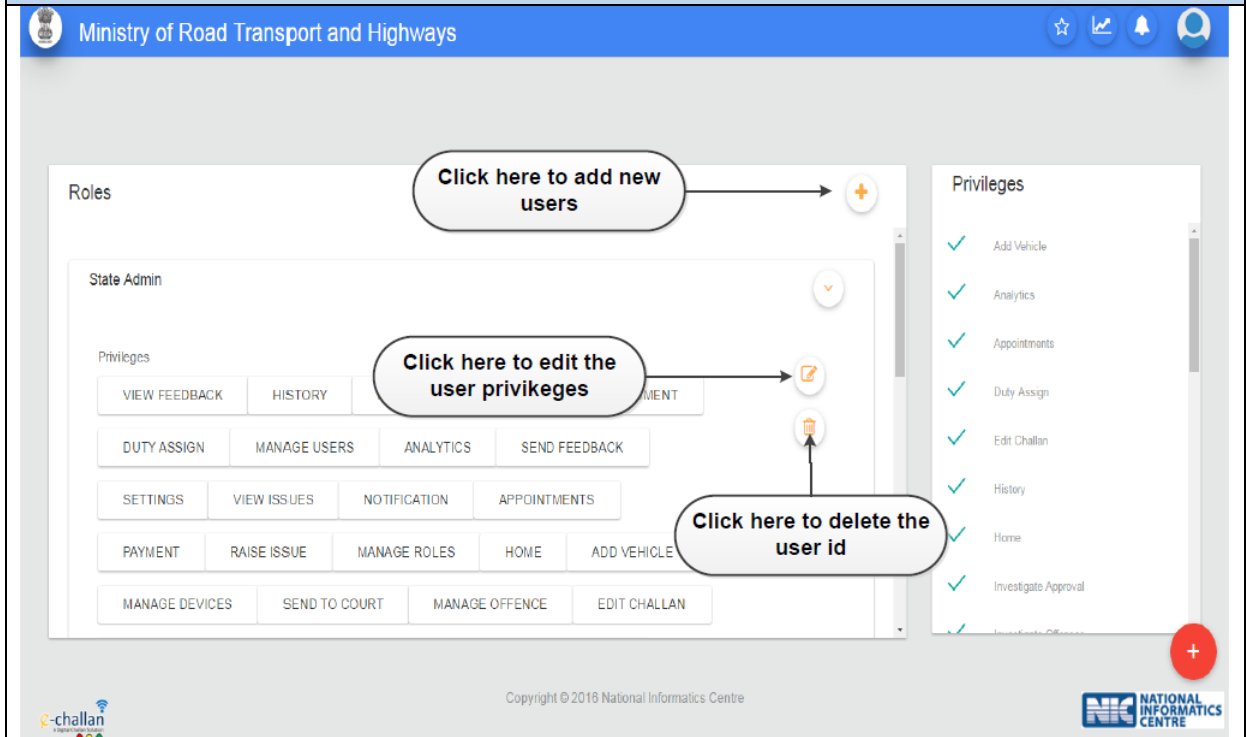 Ministry of Road Transport and Highways
Roles
Click here to add new
users
Privileges
State Admin
Privileges
Click here to edit the
user privikeges
VIEW FEEDBACK HISTORY
DUTY ASSIGN MANAGE USERS ANALYTICS SEND FEEDBACK
SETTINGS VIEW ISSUES NOTIFICATION APPOINTMENTS
Click here to delete the
user id
PAYMENT RAISE ISSUE MANAGE ROLES HOME ADD VEHICLE
MANAGE DEVICES SEND TO COURT MANAGE OFFENCE EDIT CHALLAN
Add Vehicle
Analytics
Appointments
Duty Assign
Edit Challan
History
Home
Investigate Approval
Copyright © 2016 National Informatics Centre
e-challan
NIC NATIONAL
INFORMATICS
CENTRE